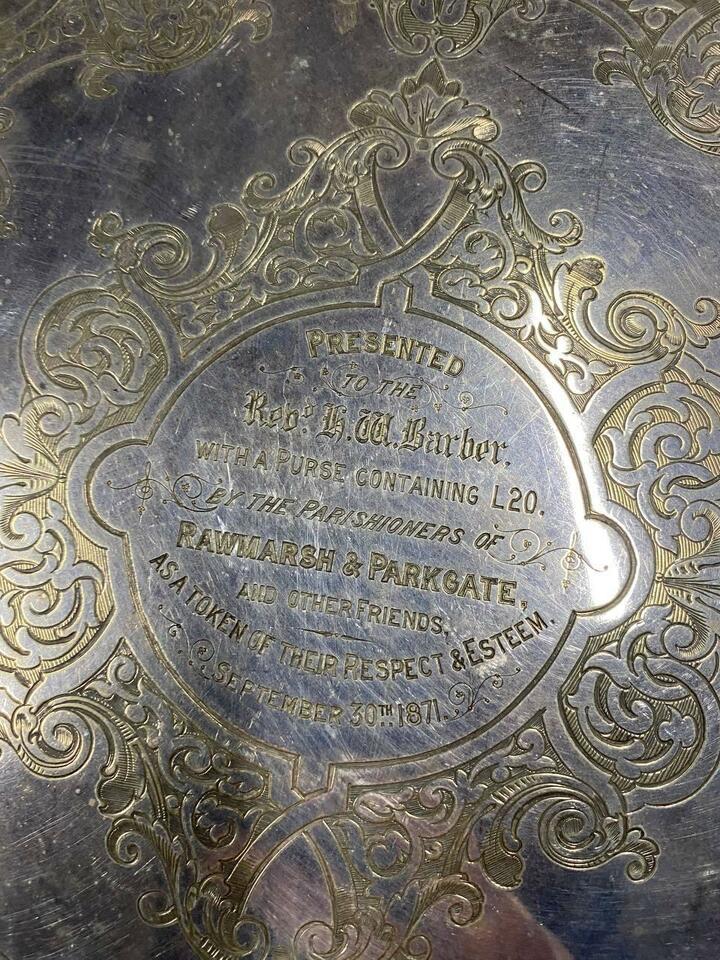 PRESENTED
TO THE
Revᵈ. H. W. Barber.
WITH A PURSE CONTAINING L20.
BY THE PARISHIONERS OF
RAWMARSH & PARKGATE,
AND OTHER FRIENDS,
AS A TOKEN OF THEIR RESPECT & ESTEEM.
SEPTEMBER 30TH. 1871.